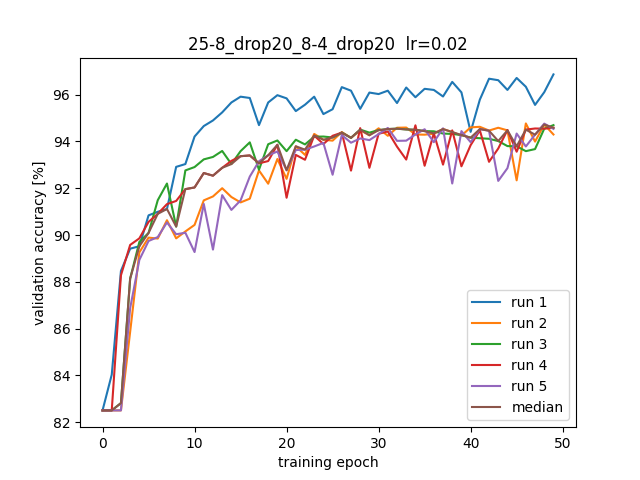 25-8_drop20_8-4_drop20  lr=0.02
validation accuracy [%]
96
94
92
90
88
86
84
82
0
10
20
30
40
50
training epoch
run 1
run 2
run 3
run 4
run 5
median